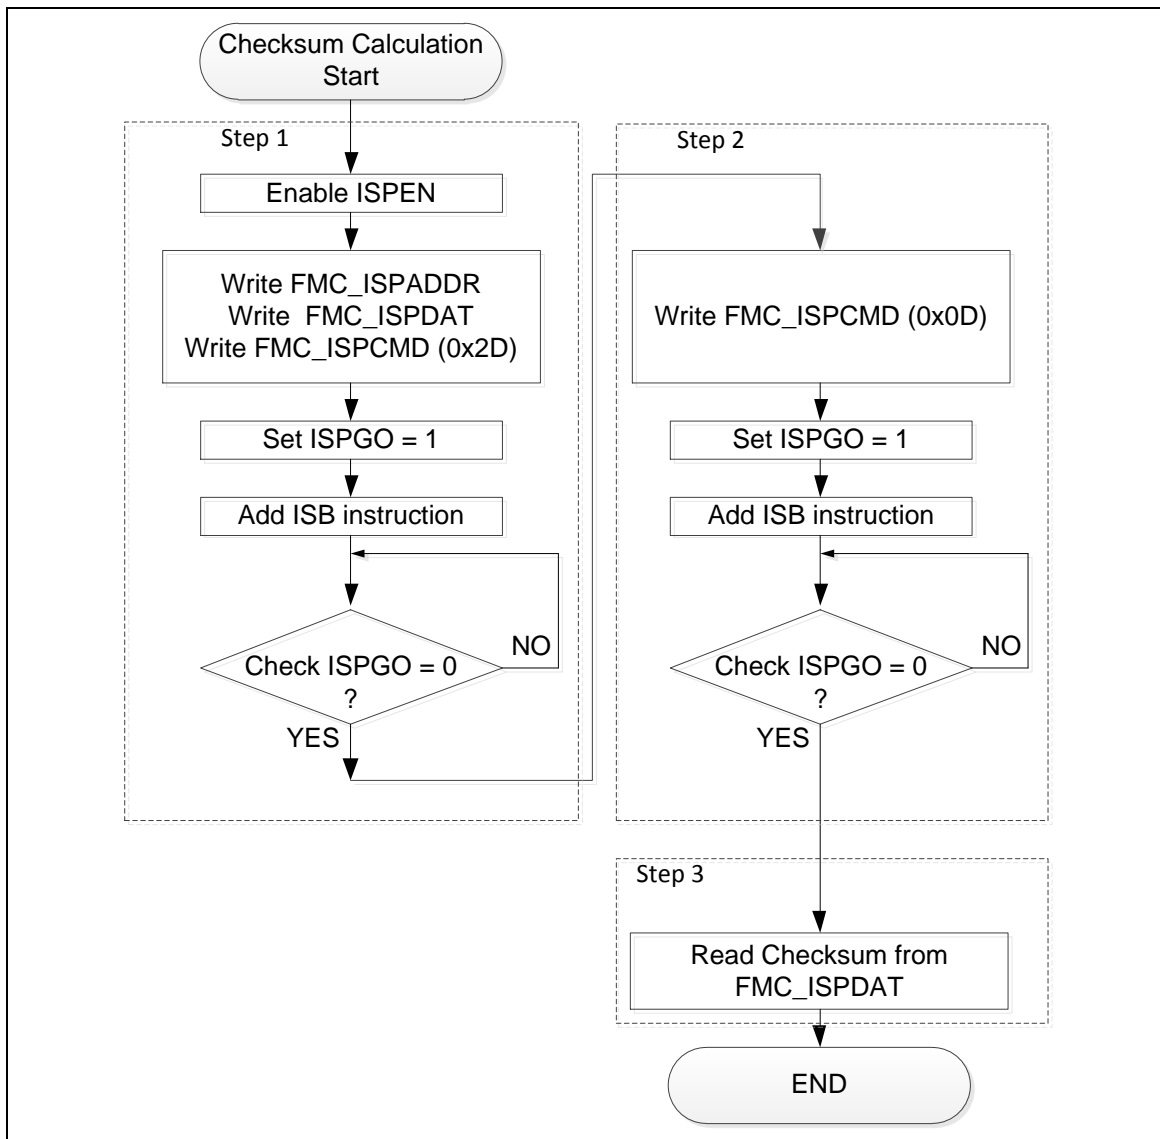 Checksum Calculation
Start
Step 1
Enable ISPEN
Write FMC_ISPADDR
Write  FMC_ISPDAT
Write FMC_ISPCMD (0x2D)
Set ISPGO = 1
Add ISB instruction
NO
Check ISPGO = 0
?
YES
Step 2
Write FMC_ISPCMD (0x0D)
Set ISPGO = 1
Add ISB instruction
NO
Check ISPGO = 0
?
YES
Step 3
Read Checksum from
FMC_ISPDAT
END